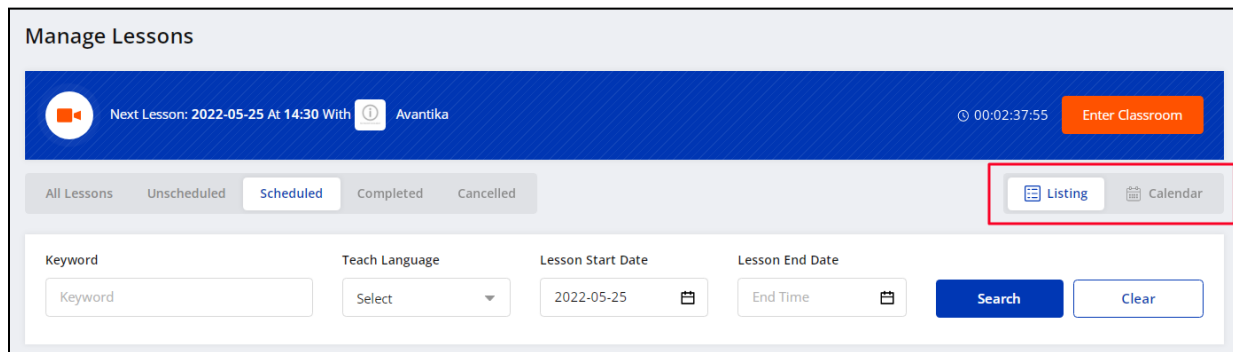 Manage Lessons
Next Lesson: 2022-05-25 At 14:30 With Avantika
00:02:37:55
Enter Classroom
All Lessons Unscheduled Scheduled Completed Cancelled
Listing Calendar
Keyword Teach Language Lesson Start Date Lesson End Date
Keyword Select 2022-05-25 End Time Search Clear